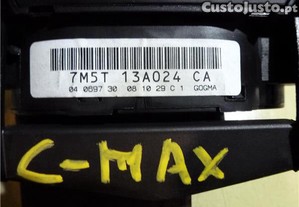 CustoJusto.pt
7M5T 13A024 CA
04 0897 30 08 10 29 C 1 GOGMA
C-MAX